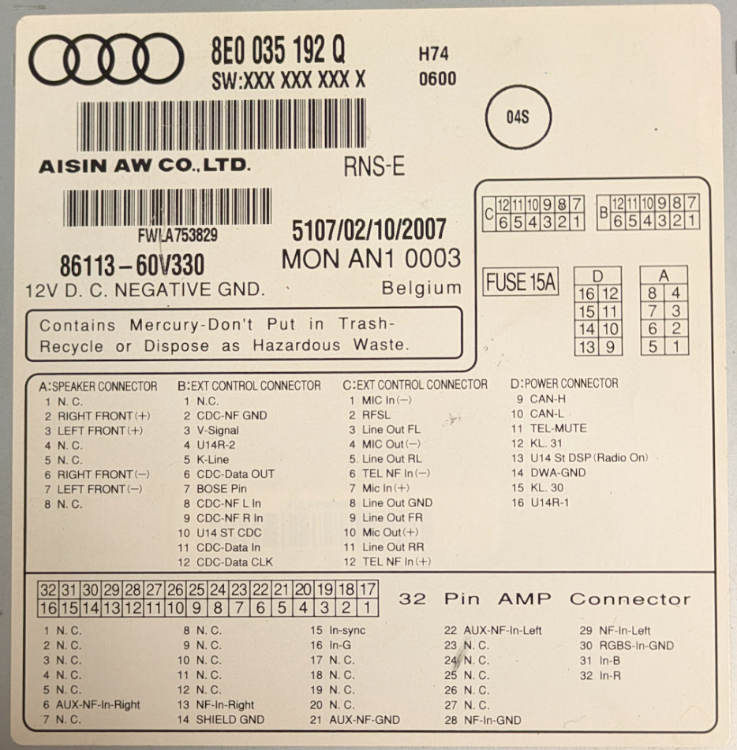 8E0 035 192 Q
H74
SW:XXX XXX XXX X
0600
04S
AISIN AW CO., LTD.
RNS-E
FWLA753829
5107/02/10/2007
86113-60V330
MON AN1 0003
12V D. C. NEGATIVE GND.
Belgium
Contains Mercury-Don't Put in Trash-
Recycle or Dispose as Hazardous Waste.
C 12 11 10 9 8 7
6 5 4 3 2 1
B 12 11 10 9 8 7
6 5 4 3 2 1
FUSE 15A
D
16 12
15 11
14 10
13 9
A
8 4
7 3
6 2
5 1
A:SPEAKER CONNECTOR
1 N. C.
2 RIGHT FRONT(+)
3 LEFT FRONT(+)
4 N. C.
5 N. C.
6 RIGHT FRONT(-)
7 LEFT FRONT(-)
8 N. C.
B:EXT CONTROL CONNECTOR
1 N.C.
2 CDC-NF GND
3 V-Signal
4 U14R-2
5 K-Line
6 CDC-Data OUT
7 BOSE Pin
8 CDC-NF L In
9 CDC-NF R In
10 U14 ST CDC
11 CDC-Data In
12 CDC-Data CLK
C:EXT CONTROL CONNECTOR
1 MIC In(-)
2 RFSL
3 Line Out FL
4 MIC Out(-)
5 Line Out RL
6 TEL NF In(-)
7 Mic In(+)
8 Line Out GND
9 Line Out FR
10 Mic Out(+)
11 Line Out RR
12 TEL NF In(+)
D:POWER CONNECTOR
9 CAN-H
10 CAN-L
11 TEL-MUTE
12 KL. 31
13 U14 St DSP(Radio On)
14 DWA-GND
15 KL. 30
16 U14R-1
32 31 30 29 28 27 26 25 24 23 22 21 20 19 18 17
16 15 14 13 12 11 10 9 8 7 6 5 4 3 2 1
32 Pin AMP Connector
1 N. C.
2 N. C.
3 N. C.
4 N. C.
5 N. C.
6 AUX-NF-In-Right
7 N. C.
8 N. C.
9 N. C.
10 N. C.
11 N. C.
12 N. C.
13 NF-In-Right
14 SHIELD GND
15 In-sync
16 In-G
17 N. C.
18 N. C.
19 N. C.
20 N. C.
21 AUX-NF-GND
22 AUX-NF-In-Left
23 N. C.
24 N. C.
25 N. C.
26 N. C.
27 N. C.
28 NF-In-GND
29 NF-In-Left
30 RGBS-In-GND
31 In-B
32 In-R